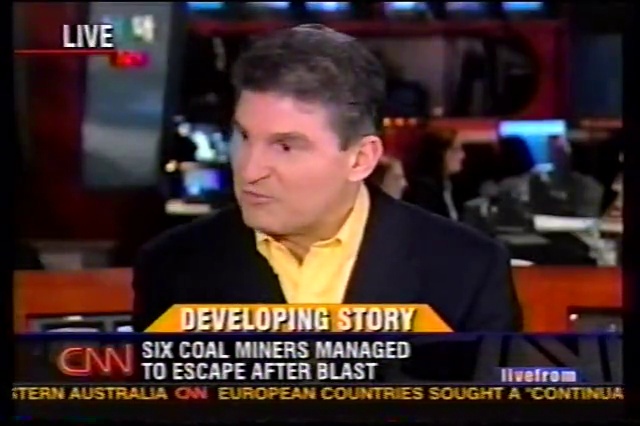 LIVE
DEVELOPING STORY
CNN
SIX COAL MINERS MANAGED
TO ESCAPE AFTER BLAST
livefrom
TERN AUSTRALIA CNN EUROPEAN COUNTRIES SOUGHT A "CONTINUA